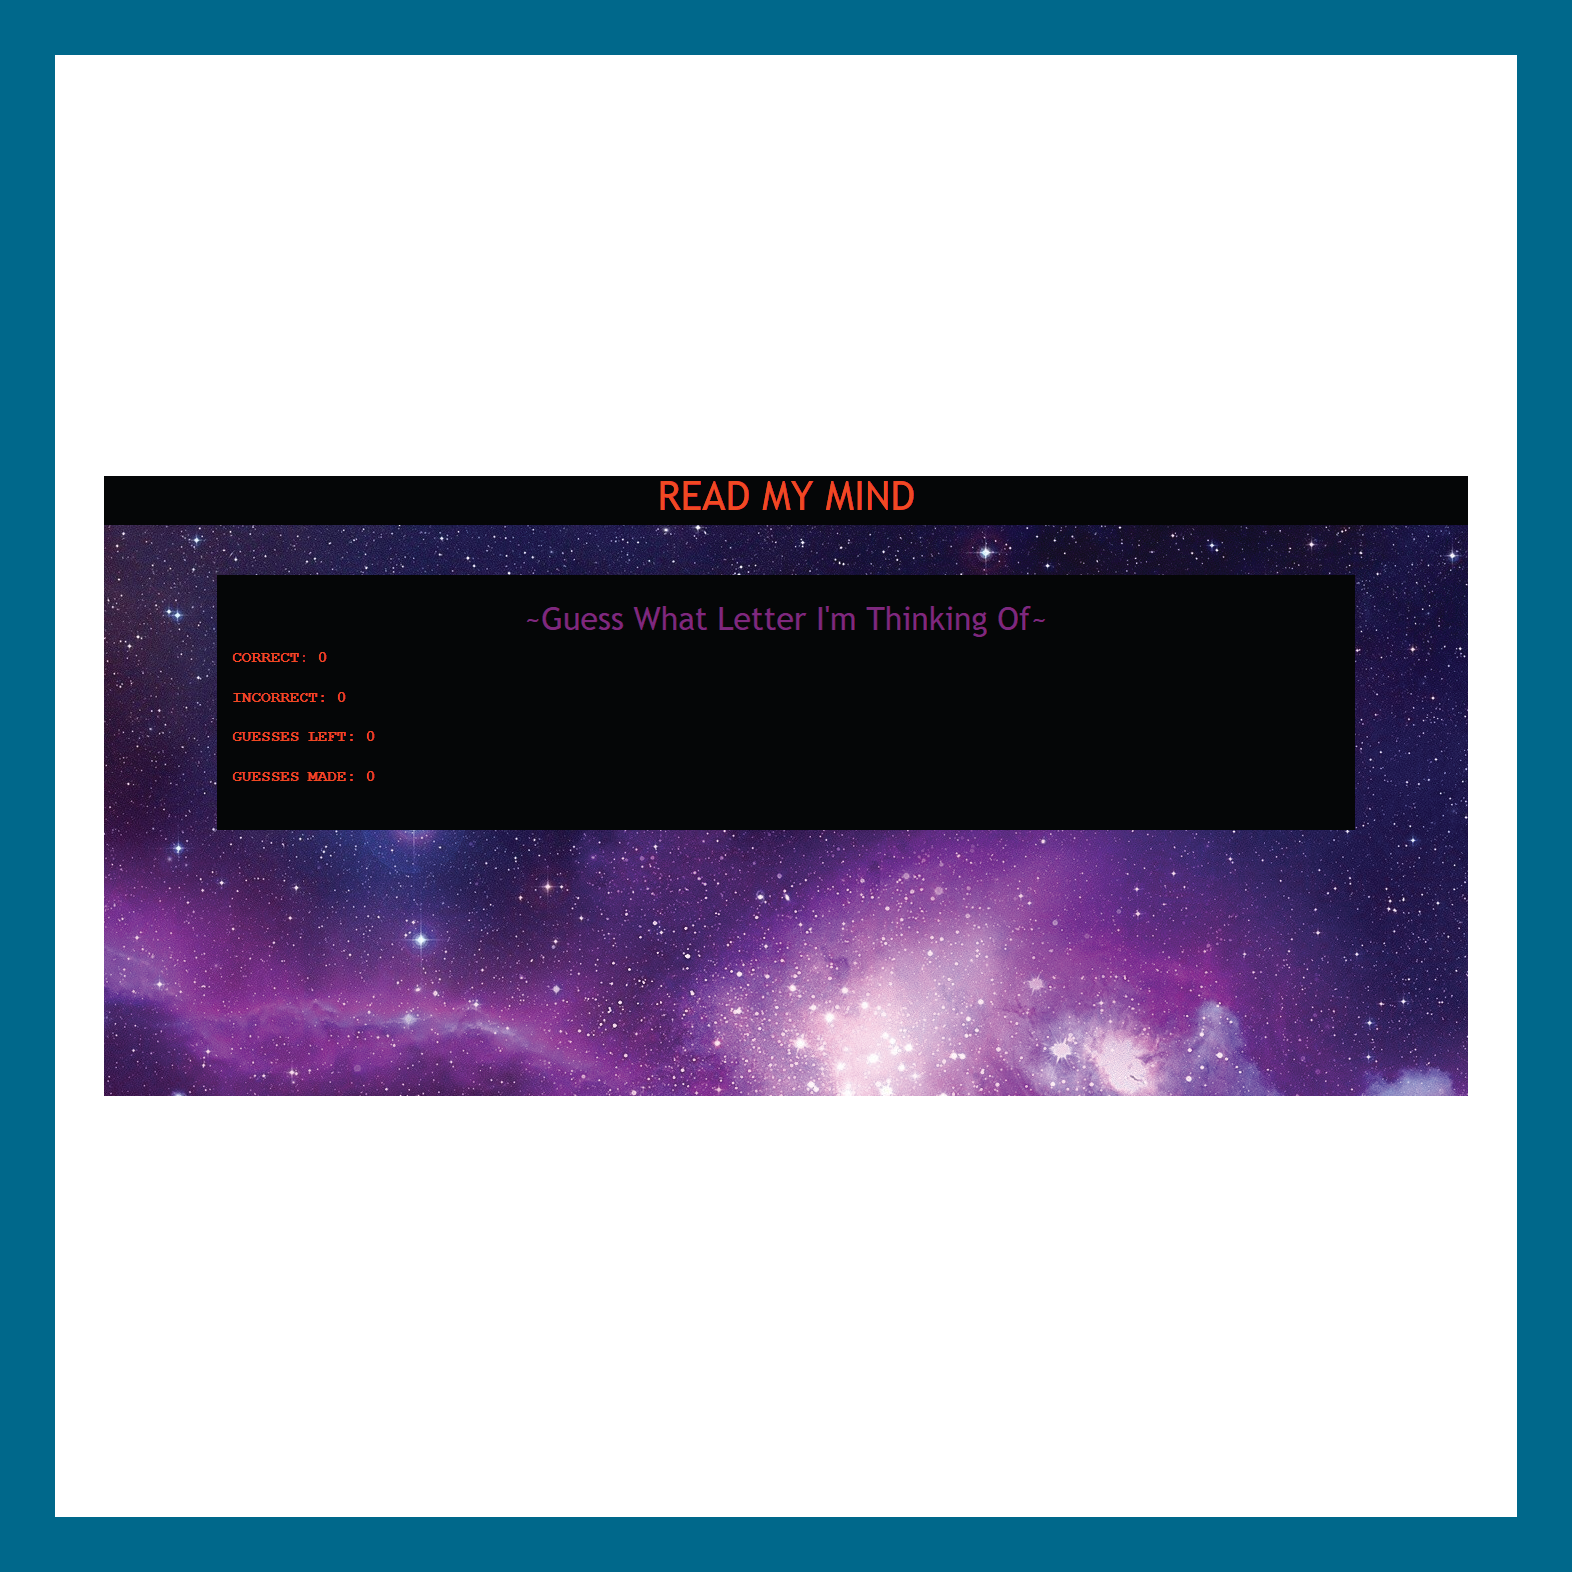 READ MY MIND
~Guess What Letter I'm Thinking Of~
CORRECT: 0
INCORRECT: 0
GUESSES LEFT: 0
GUESSES MADE: 0